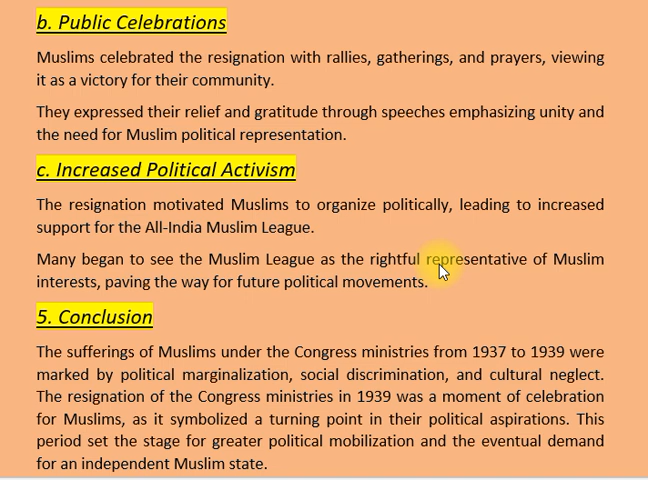 b. Public Celebrations
Muslims celebrated the resignation with rallies, gatherings, and prayers, viewing
it as a victory for their community.
They expressed their relief and gratitude through speeches emphasizing unity and
the need for Muslim political representation.
c. Increased Political Activism
The resignation motivated Muslims to organize politically, leading to increased
support for the All-India Muslim League.
Many began to see the Muslim League as the rightful representative of Muslim
interests, paving the way for future political movements.
5. Conclusion
The sufferings of Muslims under the Congress ministries from 1937 to 1939 were
marked by political marginalization, social discrimination, and cultural neglect.
The resignation of the Congress ministries in 1939 was a moment of celebration
for Muslims, as it symbolized a turning point in their political aspirations. This
period set the stage for greater political mobilization and the eventual demand
for an independent Muslim state.